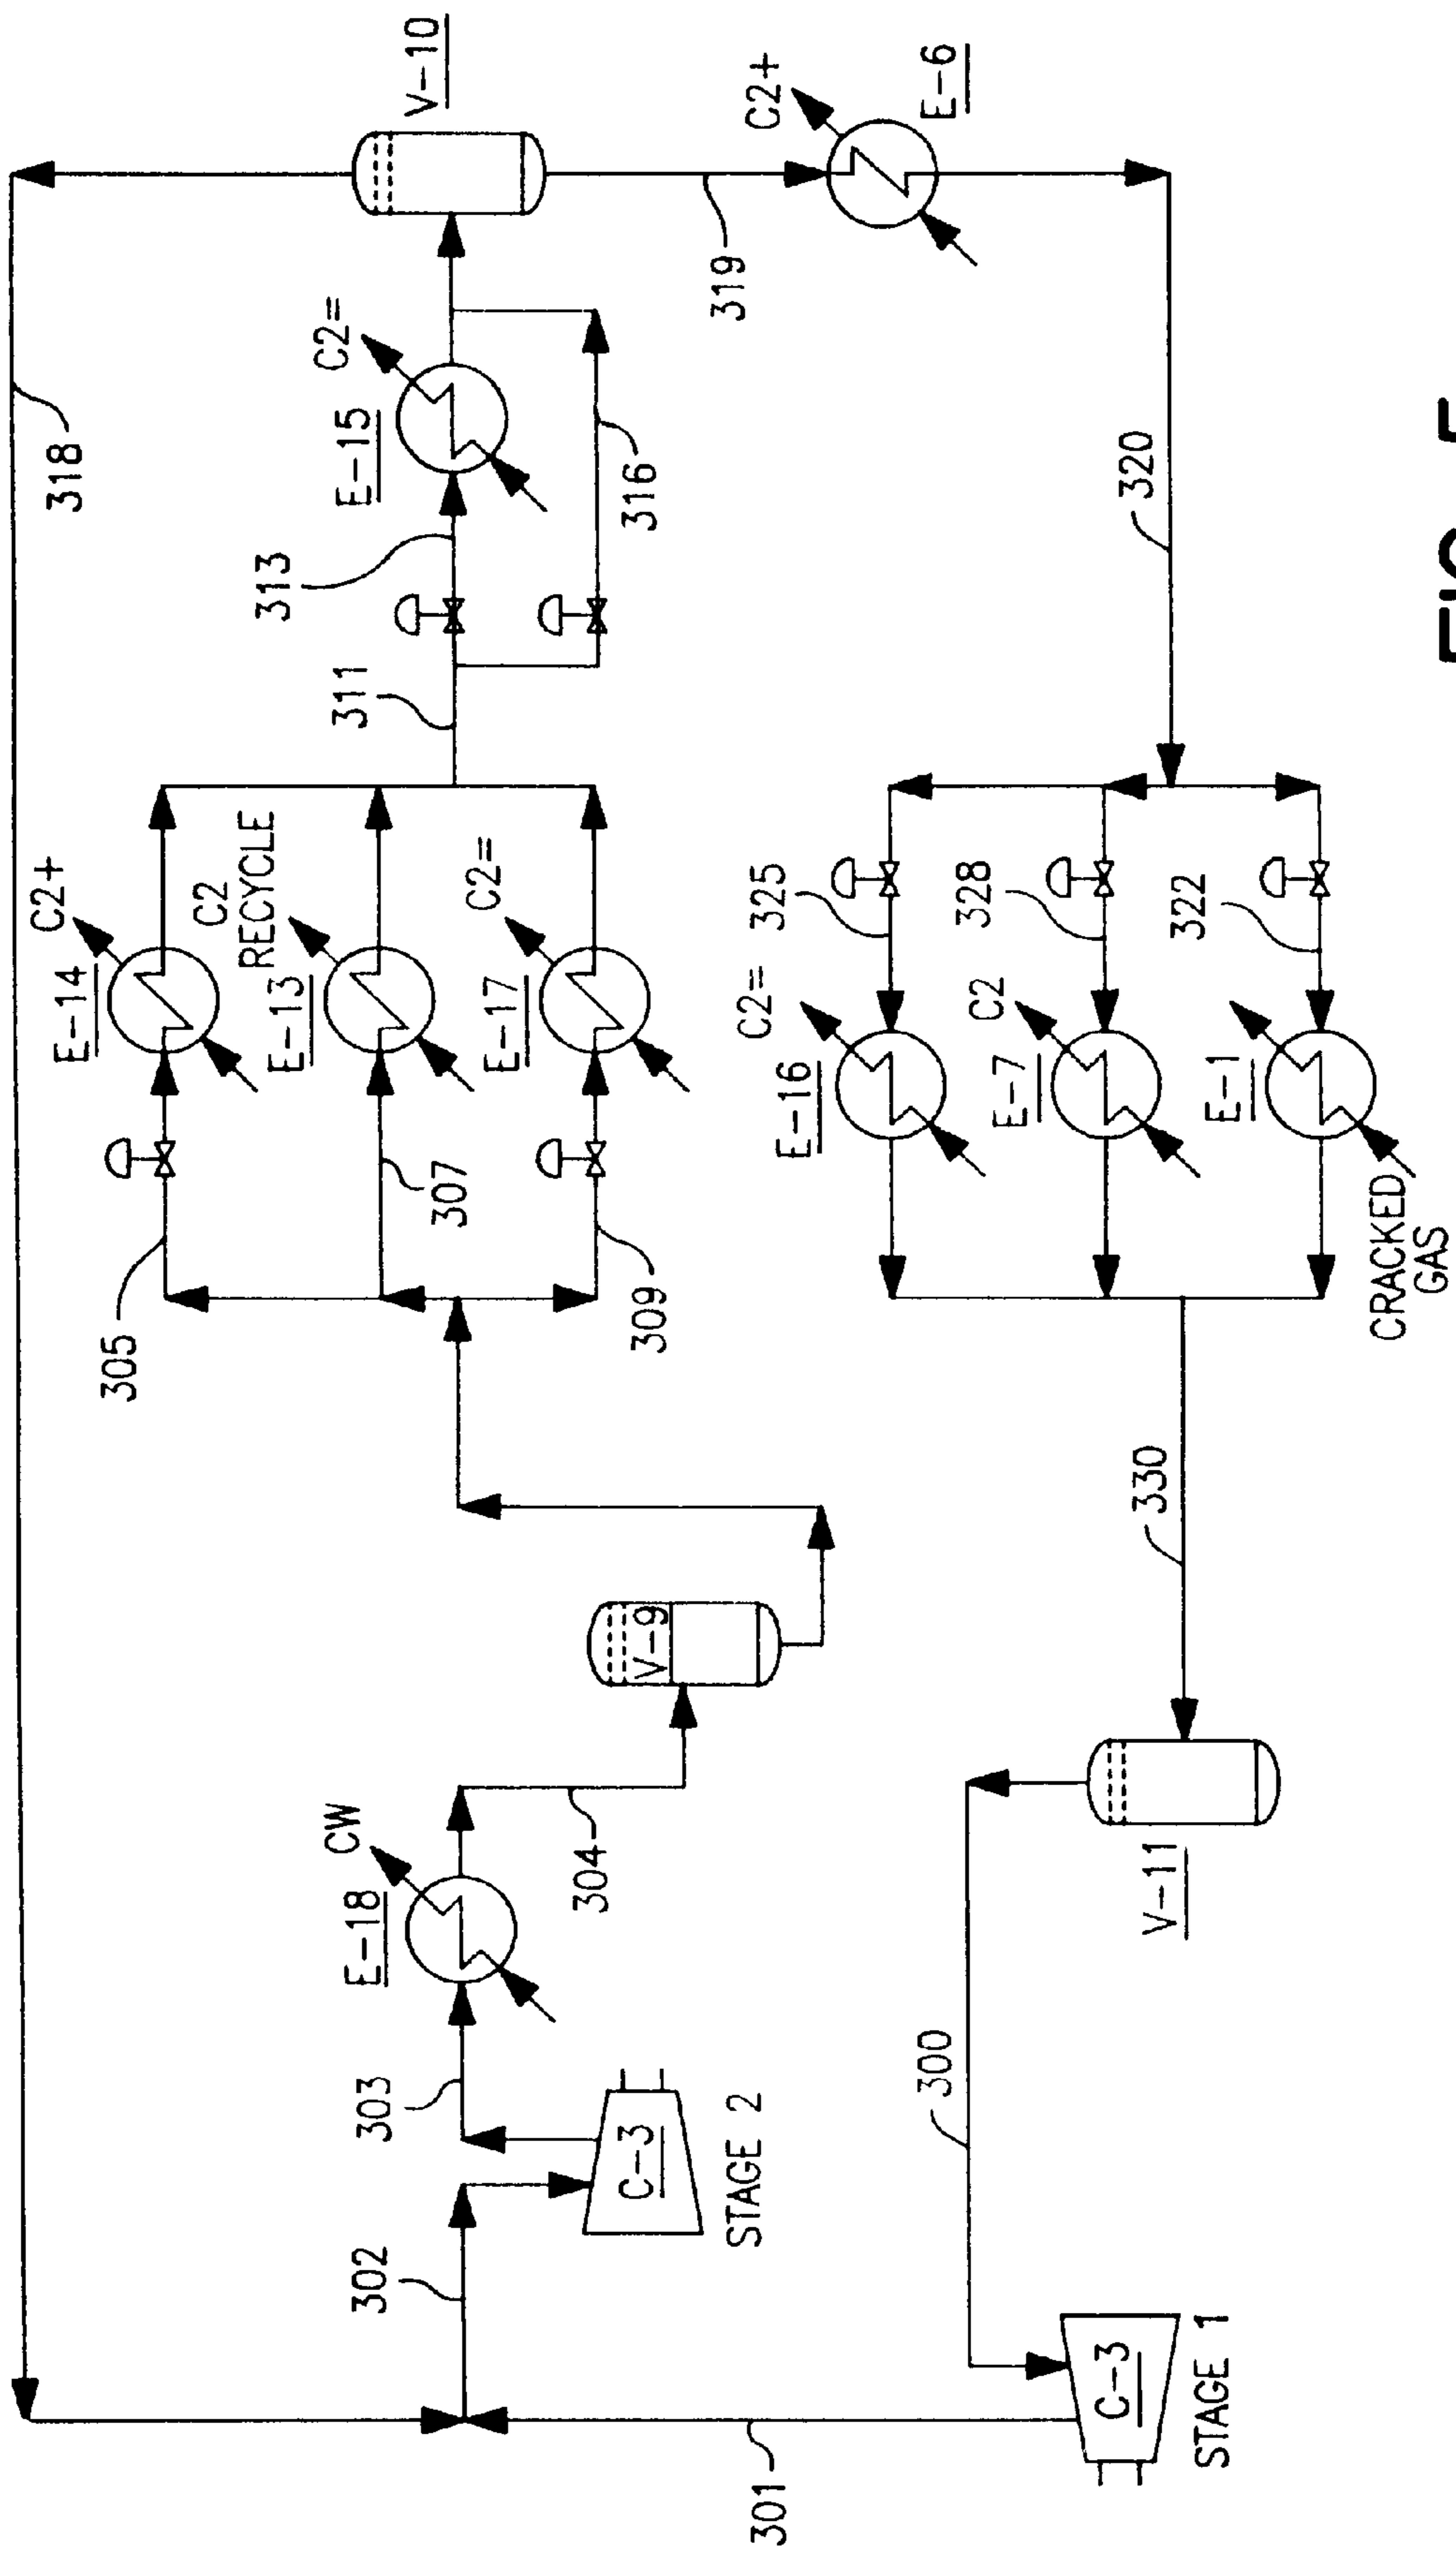 318
V-10
C2+
E-6
C2=
E-15
319
316
313
311
320
C2+
E-14
C2
RECYCLE
E-13
C2=
E-17
305
307
309
C2=
325
E-16
C2
328
E-7
322
E-1
CRACKED
GAS
330
V-9
304
CW
E-18
303
302
C-3
STAGE 2
V-11
300
301
C-3
STAGE 1